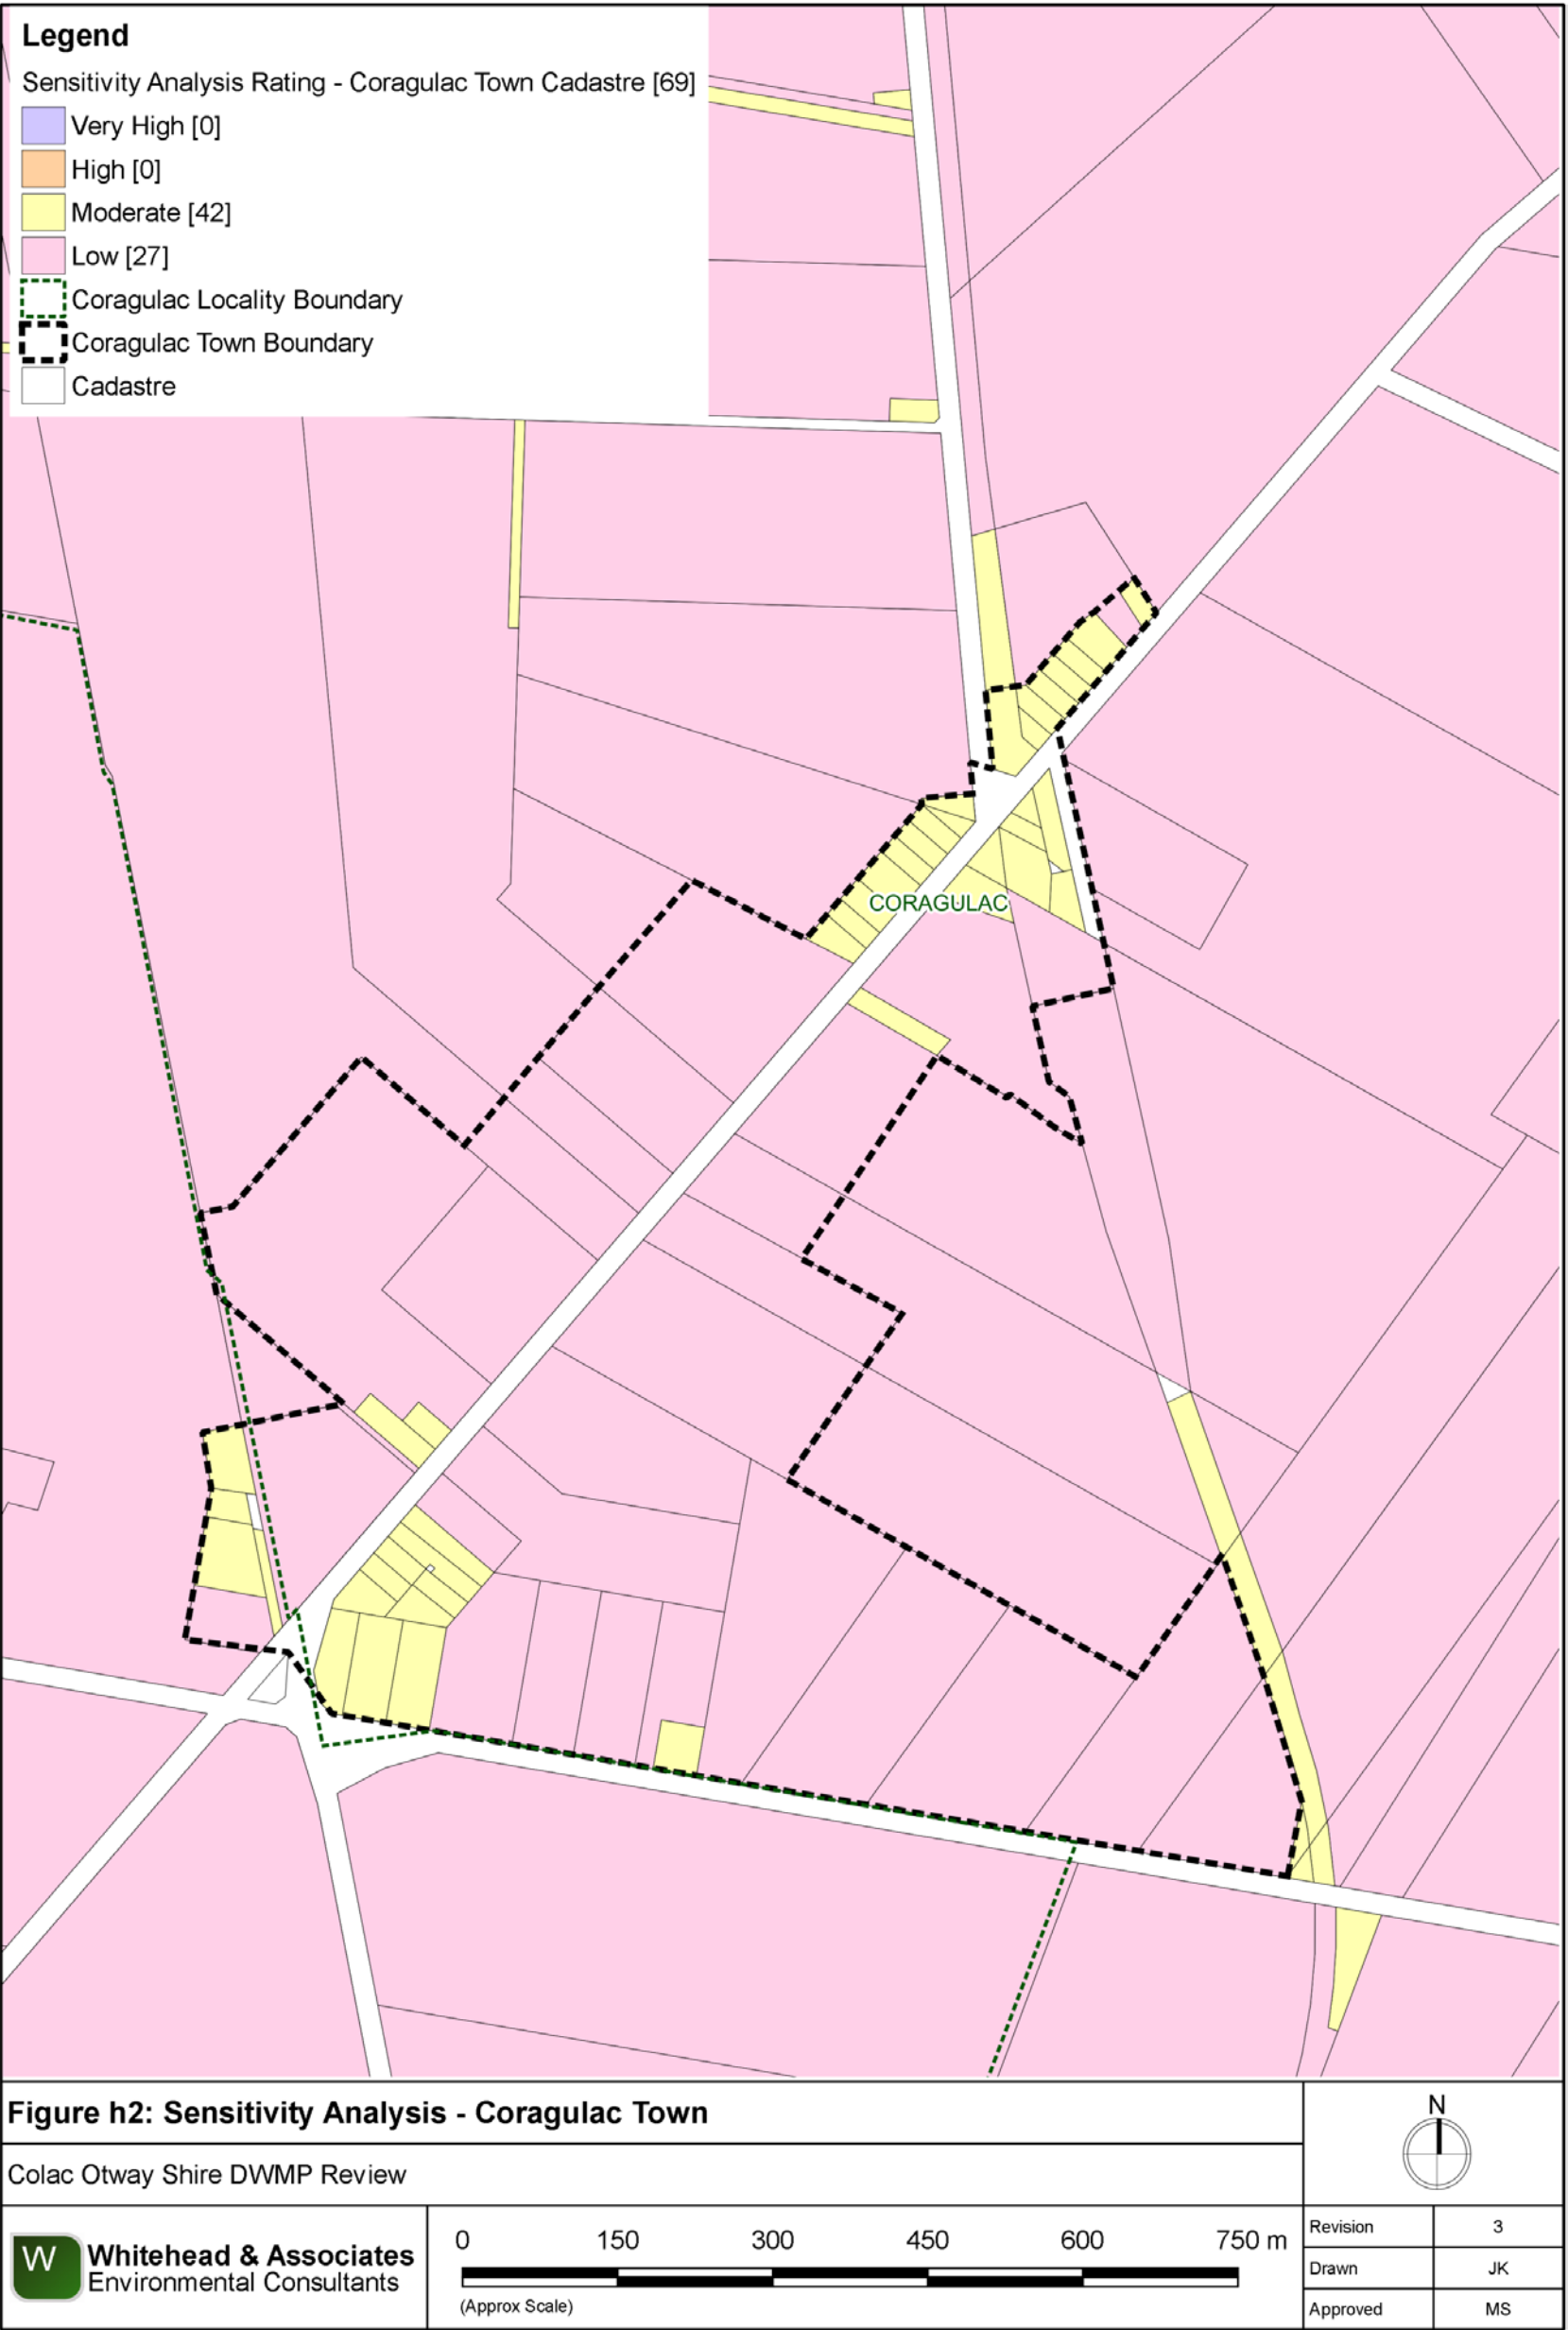 Legend
Sensitivity Analysis Rating - Coragulac Town Cadastre [69]
Very High [0]
High [0]
Moderate [42]
Low [27]
Coragulac Locality Boundary
Coragulac Town Boundary
Cadastre
CORAGULAC
Figure h2: Sensitivity Analysis - Coragulac Town
Colac Otway Shire DWMP Review
N
W
Whitehead & Associates
Environmental Consultants
0 150 300 450 600 750 m
(Approx Scale)
Revision 3
Drawn JK
Approved MS